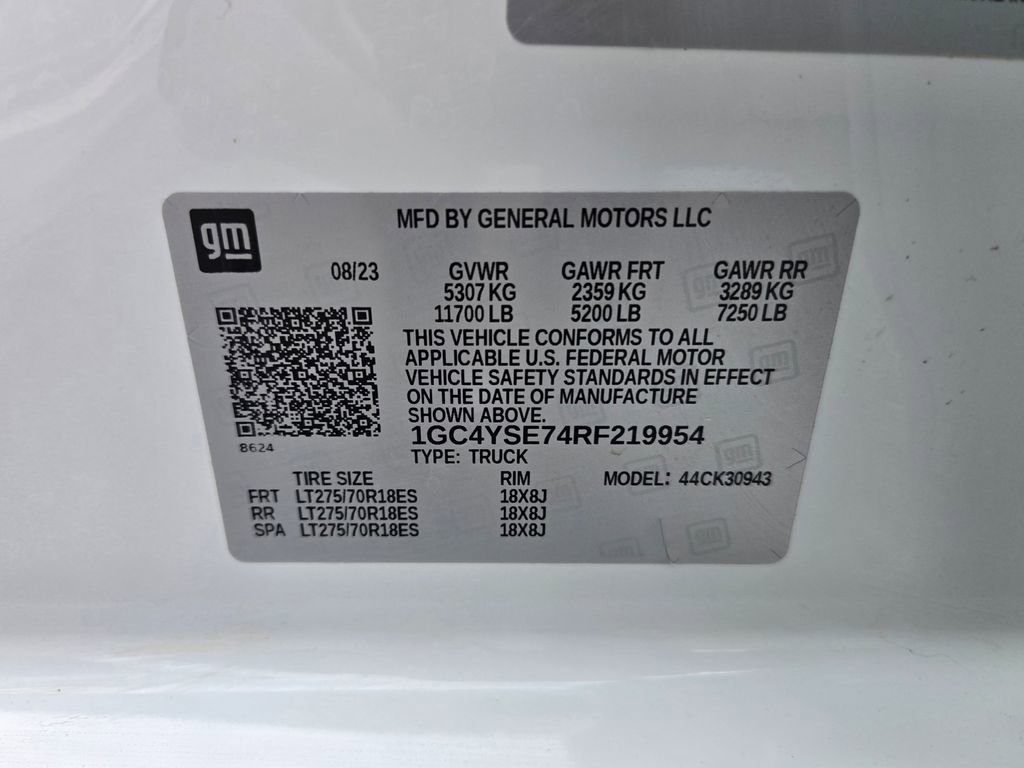 gm
MFD BY GENERAL MOTORS LLC
08/23 GVWR GAWR FRT GAWR RR
5307 KG 2359 KG 3289 KG
11700 LB 5200 LB 7250 LB
THIS VEHICLE CONFORMS TO ALL
APPLICABLE U.S. FEDERAL MOTOR
VEHICLE SAFETY STANDARDS IN EFFECT
ON THE DATE OF MANUFACTURE
SHOWN ABOVE.
8624
1GC4YSE74RF219954
TYPE: TRUCK
TIRE SIZE RIM MODEL: 44CK30943
FRT LT275/70R18ES 18X8J
RR LT275/70R18ES 18X8J
SPA LT275/70R18ES 18X8J